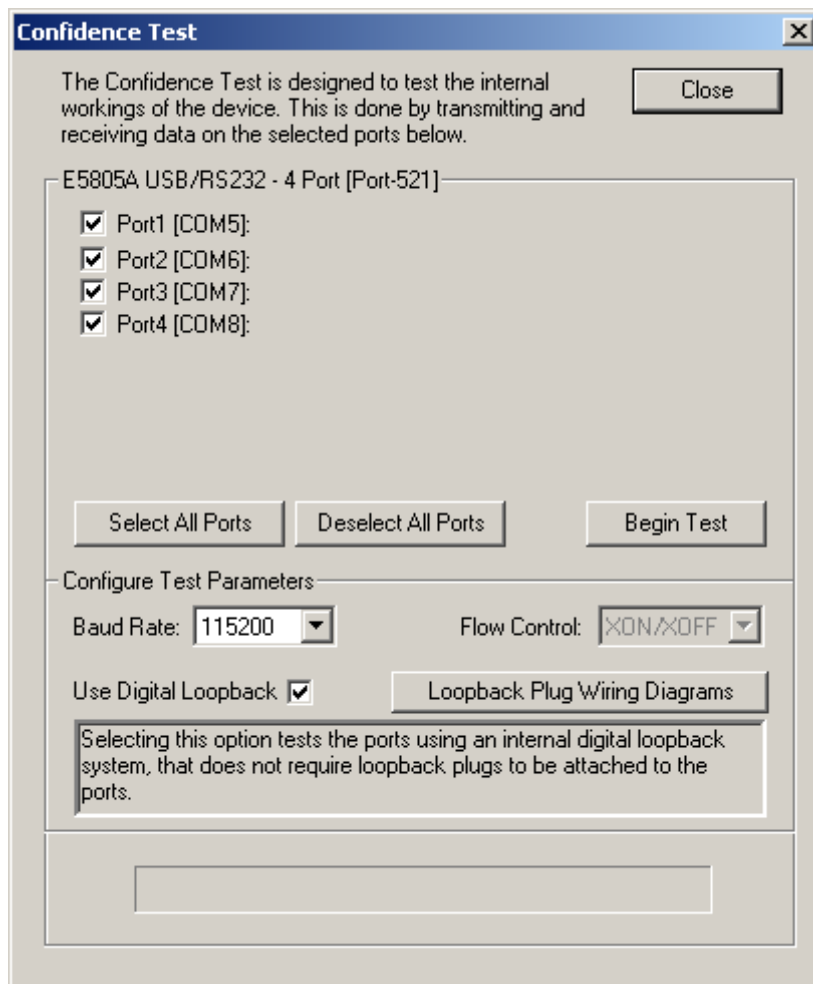 Confidence Test
The Confidence Test is designed to test the internal
workings of the device. This is done by transmitting and
receiving data on the selected ports below.
Close
E5805A USB/RS232 - 4 Port [Port-521]
Port1 [COM5]:
Port2 [COM6]:
Port3 [COM7]:
Port4 [COM8]:
Select All Ports
Deselect All Ports
Begin Test
Configure Test Parameters
Baud Rate: 115200
Flow Control: XON/XOFF
Use Digital Loopback
Loopback Plug Wiring Diagrams
Selecting this option tests the ports using an internal digital loopback
system, that does not require loopback plugs to be attached to the
ports.